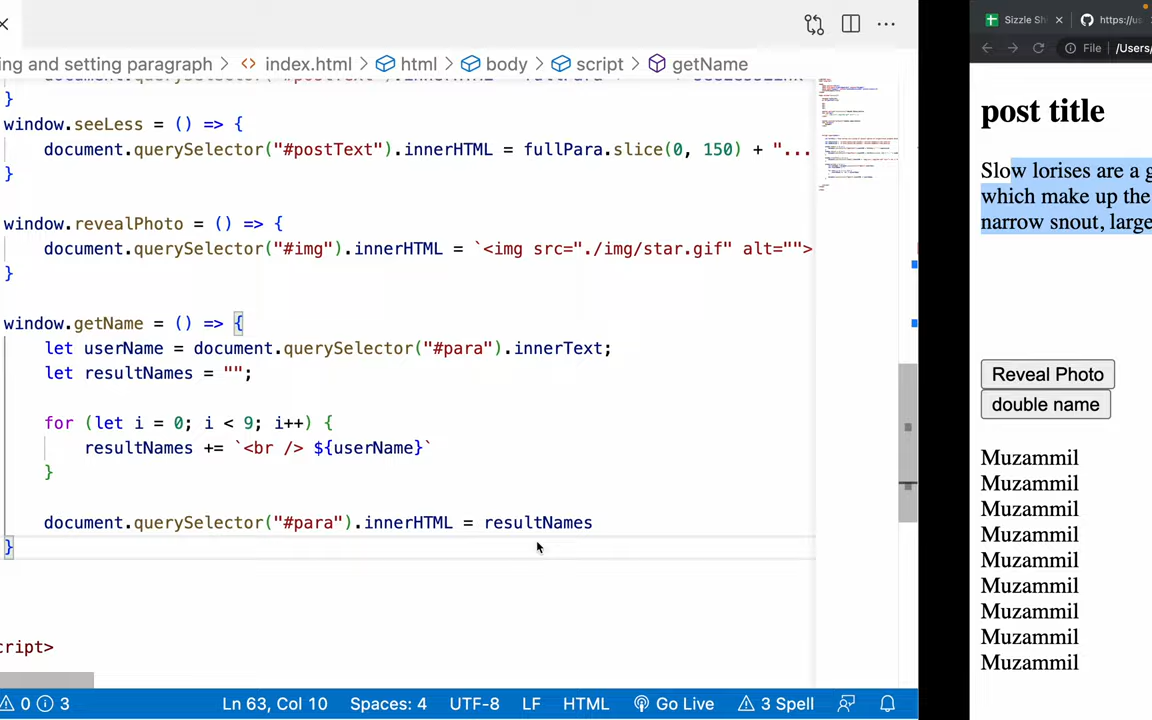 Sizzle Sh
https://us
ing and setting paragraph > index.html > html > body > script > getName
File /Users/
}
window.seeLess = () => {
document.querySelector("#postText").innerHTML = fullPara.slice(0, 150) + "...
}
window.revealPhoto = () => {
document.querySelector("#img").innerHTML = `<img src="./img/star.gif" alt="">
}
window.getName = () => {
let userName = document.querySelector("#para").innerText;
let resultNames = "";
for (let i = 0; i < 9; i++) {
resultNames += `<br /> ${userName}`
}
document.querySelector("#para").innerHTML = resultNames
}
cript>
0 3
Ln 63, Col 10
Spaces: 4
UTF-8
LF
HTML
Go Live
3 Spell
post title
Slow lorises are a g
which make up the
narrow snout, large
Reveal Photo
double name
Muzammil
Muzammil
Muzammil
Muzammil
Muzammil
Muzammil
Muzammil
Muzammil
Muzammil